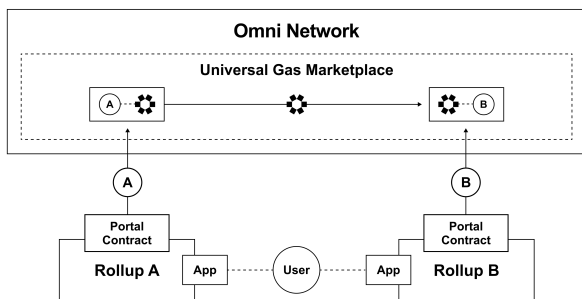 Omni Network
Universal Gas Marketplace
A
B
A
B
Portal
Contract
Portal
Contract
Rollup A
App
User
App
Rollup B